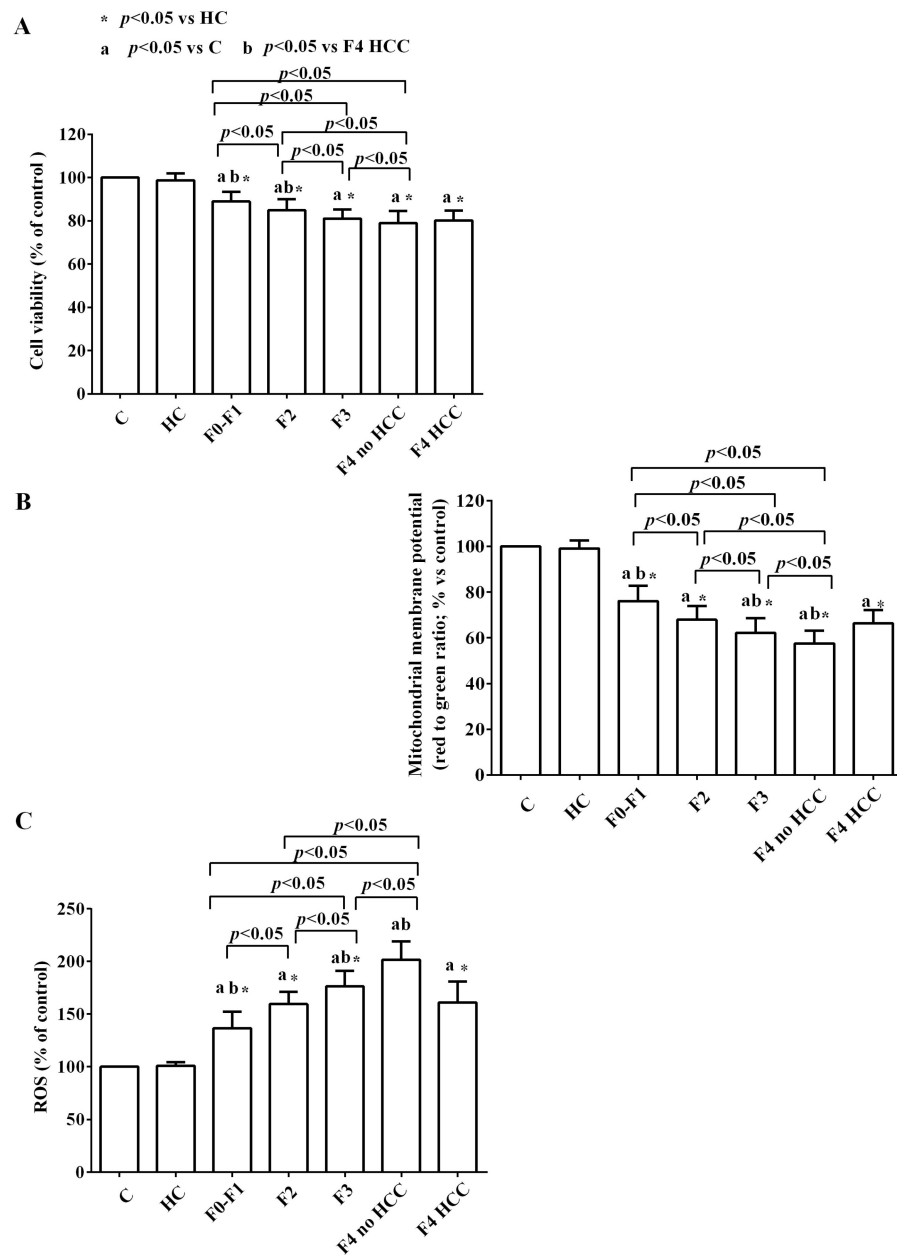 A
* p<0.05 vs HC
a p<0.05 vs C b p<0.05 vs F4 HCC
p<0.05
p<0.05
p<0.05
p<0.05
p<0.05
p<0.05
Cell viability (% of control )
120
100
80
60
40
20
0
a b *
ab*
a *
a *
a *
C
HC
F0-F1
F2
F3
F4 no HCC
F4 HCC
B
p<0.05
p<0.05
p<0.05
p<0.05
p<0.05
p<0.05
Mitochondrial membrane potential
(red to green ratio; % vs control)
120
100
80
60
40
20
0
a b *
a *
ab*
ab*
a *
C
HC
F0-F1
F2
F3
F4 no HCC
F4 HCC
C
p<0.05
p<0.05
p<0.05
p<0.05
p<0.05
p<0.05
ROS (% of control)
250
200
150
100
50
0
a b *
a *
ab*
ab
a *
C
HC
F0-F1
F2
F3
F4 no HCC
F4 HCC